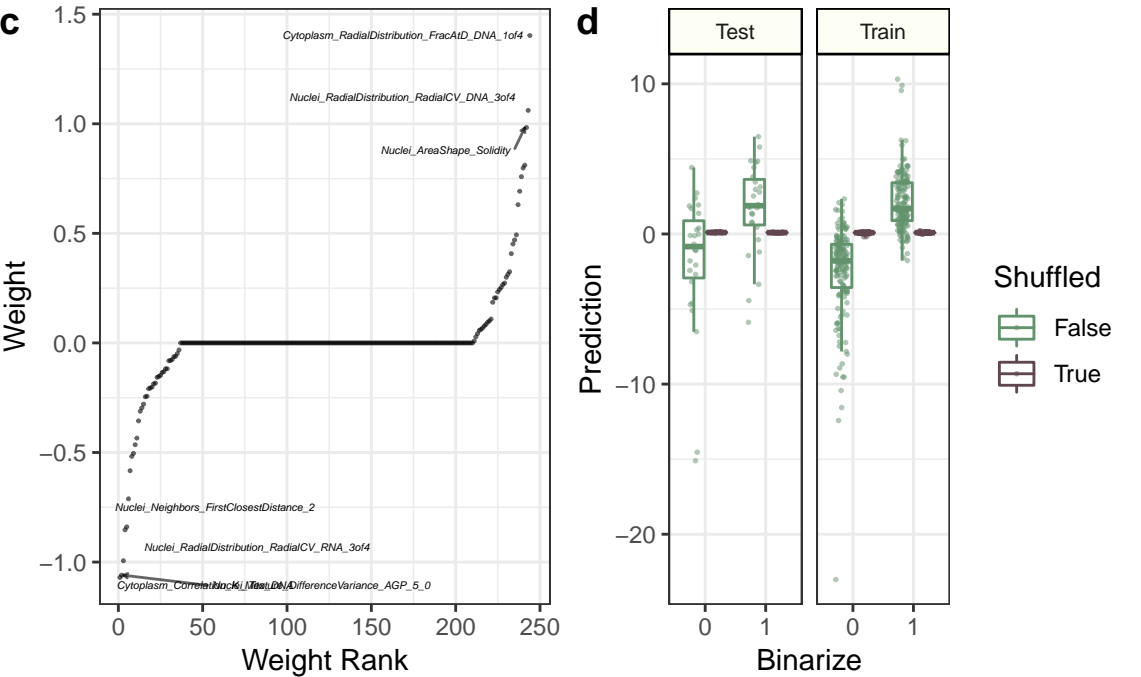 c
Weight
1.5
1.0
0.5
0.0
−0.5
−1.0
Cytoplasm_RadialDistribution_FracAtD_DNA_1of4
Nuclei_RadialDistribution_RadialCV_DNA_3of4
Nuclei_AreaShape_Solidity
Nuclei_Neighbors_FirstClosestDistance_2
Nuclei_RadialDistribution_RadialCV_RNA_3of4
0
50
100
150
200
250
Weight Rank
d
Test
Train
Prediction
10
0
−10
−20
0
1
0
1
Binarize
Shuffled
False
True